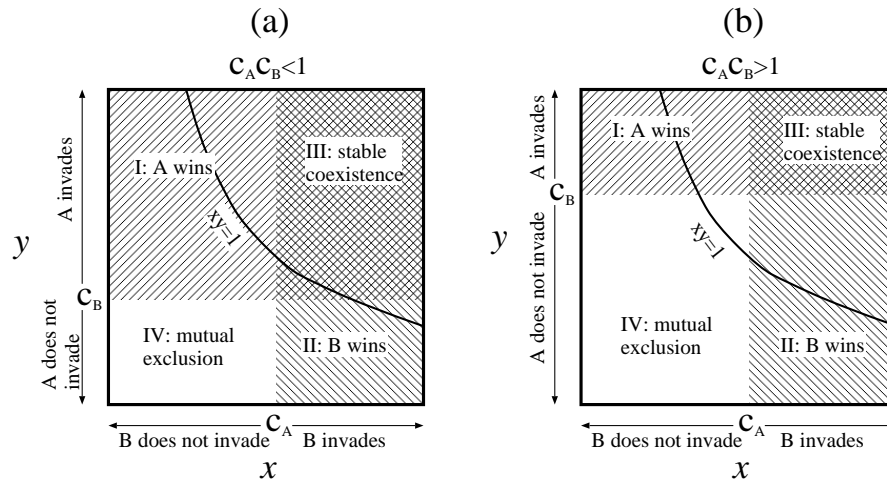 (a)
C_A C_B<1
A invades
I: A wins
III: stable
coexistence
xy=1
y
C_B
A does not
invade
IV: mutual
exclusion
II: B wins
C_A
B does not invade
B invades
x
(b)
C_A C_B>1
A invades
I: A wins
III: stable
coexistence
C_B
xy=1
y
A does not invade
IV: mutual
exclusion
II: B wins
C_A
B does not invade
B invades
x